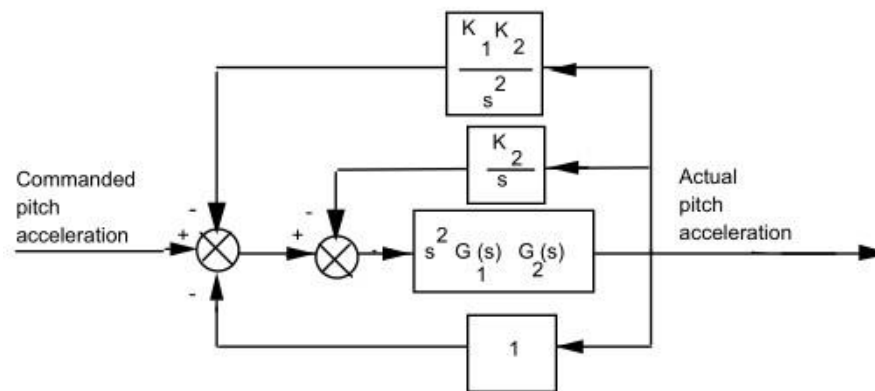 K₁K₂
s²
K₂
s
Commanded
pitch
acceleration
-
+
-
-
+
-
s² G₁(s) G₂(s)
Actual
pitch
acceleration
1